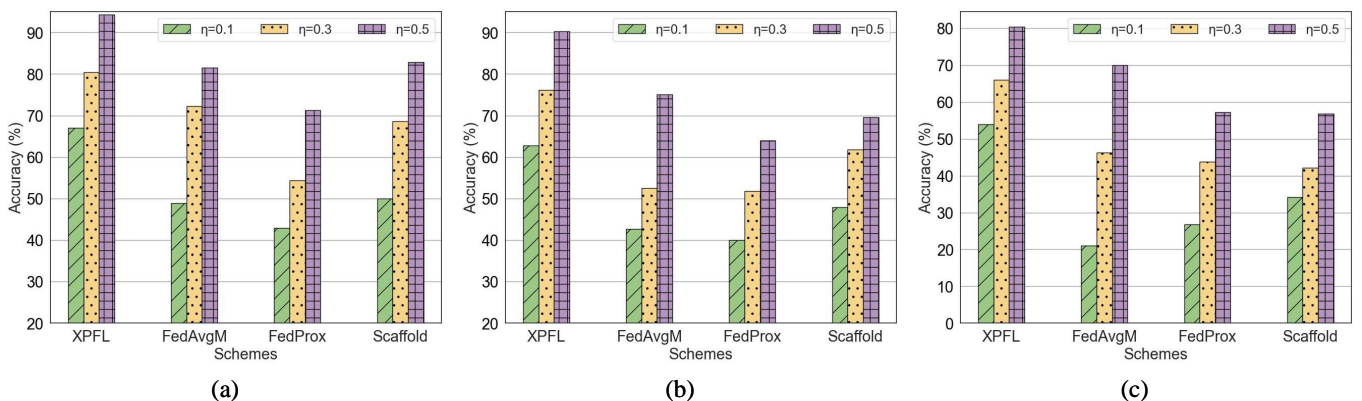 η=0.1 η=0.3 η=0.5
Accuracy (%)
90
80
70
60
50
40
30
20
XPFL FedAvgM FedProx Scaffold
Schemes
(a)
η=0.1 η=0.3 η=0.5
Accuracy (%)
90
80
70
60
50
40
30
20
XPFL FedAvgM FedProx Scaffold
Schemes
(b)
η=0.1 η=0.3 η=0.5
Accuracy (%)
80
70
60
50
40
30
20
10
0
XPFL FedAvgM FedProx Scaffold
Schemes
(c)